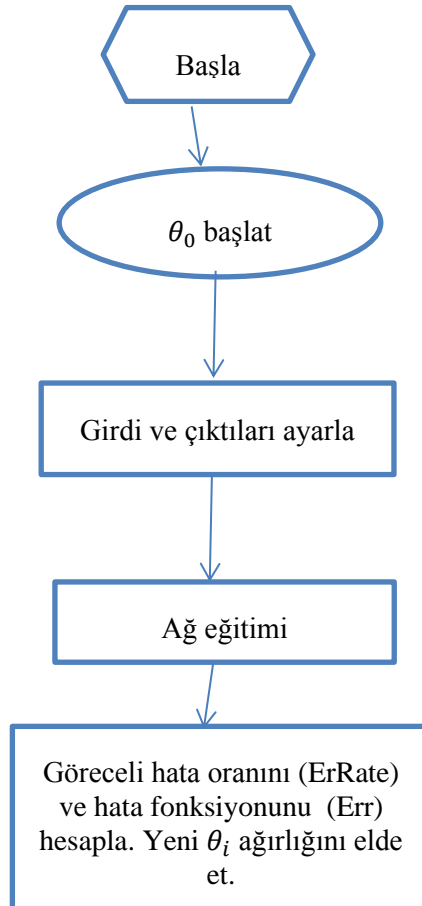 Başla
θ₀ başlat
Girdi ve çıktıları ayarla
Ağ eğitimi
Göreceli hata oranını (ErRate)
ve hata fonksiyonunu (Err)
hesapla. Yeni θᵢ ağırlığını elde
et.